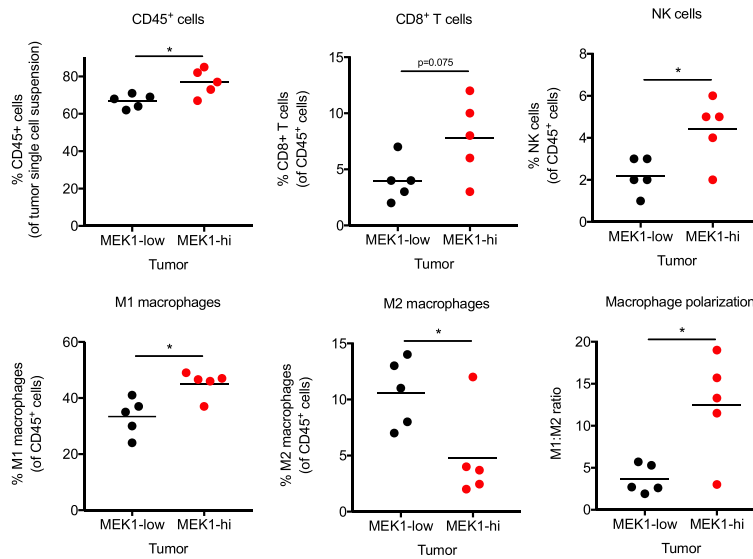 CD45⁺ cells
*
% CD45+ cells
(of tumor single cell suspension)
80
60
40
20
0
MEK1-low MEK1-hi
Tumor
CD8⁺ T cells
p=0.075
% CD8+ T cells
(of CD45⁺ cells)
15
10
5
0
MEK1-low MEK1-hi
Tumor
NK cells
*
% NK cells
(of CD45⁺ cells)
8
6
4
2
0
MEK1-low MEK1-hi
Tumor
M1 macrophages
*
% M1 macrophages
(of CD45⁺ cells)
60
40
20
0
MEK1-low MEK1-hi
Tumor
M2 macrophages
*
% M2 macrophages
(of CD45⁺ cells)
15
10
5
0
MEK1-low MEK1-hi
Tumor
Macrophage polarization
*
M1:M2 ratio
20
15
10
5
0
MEK1-low MEK1-hi
Tumor